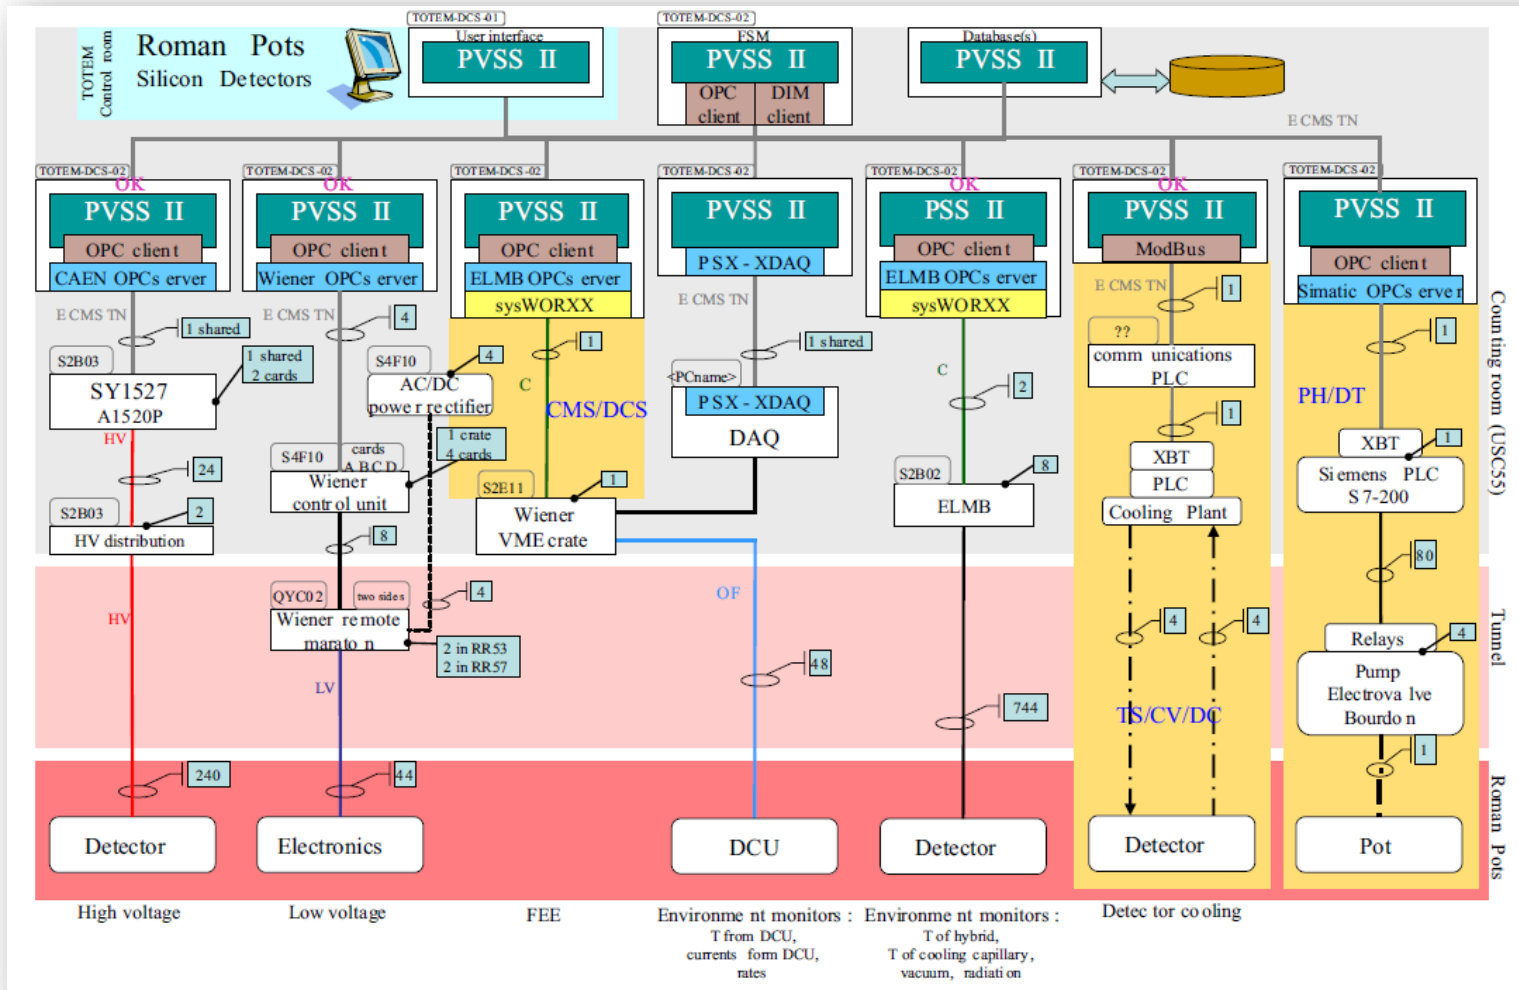 TOTEM-DCS-01
TOTEM-DCS-02
TOTEM
Control room
Roman Pots
Silicon Detectors
User interface
PVSS II
FSM
PVSS II
OPC client
DIM client
Database(s)
PVSS II
E CMS TN
TOTEM-DCS-02
OK
PVSS II
OPC client
CAEN OPCs erver
E CMS TN
1 shared
S2B03
SY1527
A1520P
1 shared
2 cards
HV
24
S2B03
2
HV distribution
HV
240
Detector
High voltage
TOTEM-DCS-02
OK
PVSS II
OPC client
Wiener OPCs erver
E CMS TN
4
S4F10
4
AC/DC
powe r rectifier
S4F10
cards
A B C D
1 crate
4 cards
Wiener
control unit
8
QYC02
two sides
4
Wiener remote
marato n
2 in RR53
2 in RR57
LV
44
Electronics
Low voltage
TOTEM-DCS-02
PVSS II
OPC client
ELMB OPCs erver
sysWORXX
1
C
CMS/DCS
S2E11
1
Wiener
VME crate
FEE
TOTEM-DCS-02
PVSS II
PSX - XDAQ
E CMS TN
1 shared
<PCname>
PSX - XDAQ
DAQ
OF
48
DCU
Environme nt monitors :
T from DCU,
currents form DCU,
rates
TOTEM-DCS-02
OK
PSS II
OPC client
ELMB OPCs erver
sysWORXX
C
2
S2B02
8
ELMB
744
Detector
Environme nt monitors :
T of hybrid,
T of cooling capillary,
vacuum, radiation
TOTEM-DCS-02
OK
PVSS II
ModBus
E CMS TN
1
??
comm unications
PLC
1
XBT
PLC
Cooling Plant
4
4
TS/CV/DC
Detector
Detec tor co oling
TOTEM-DCS-02
PVSS II
OPC client
Simatic OPCs erve r
1
PH/DT
XBT
1
Si emens PLC
S 7-200
80
Relays
4
Pump
Electrova lve
Bourdo n
1
Pot
Counting room (USC55)
Tunnel
Roman Pots